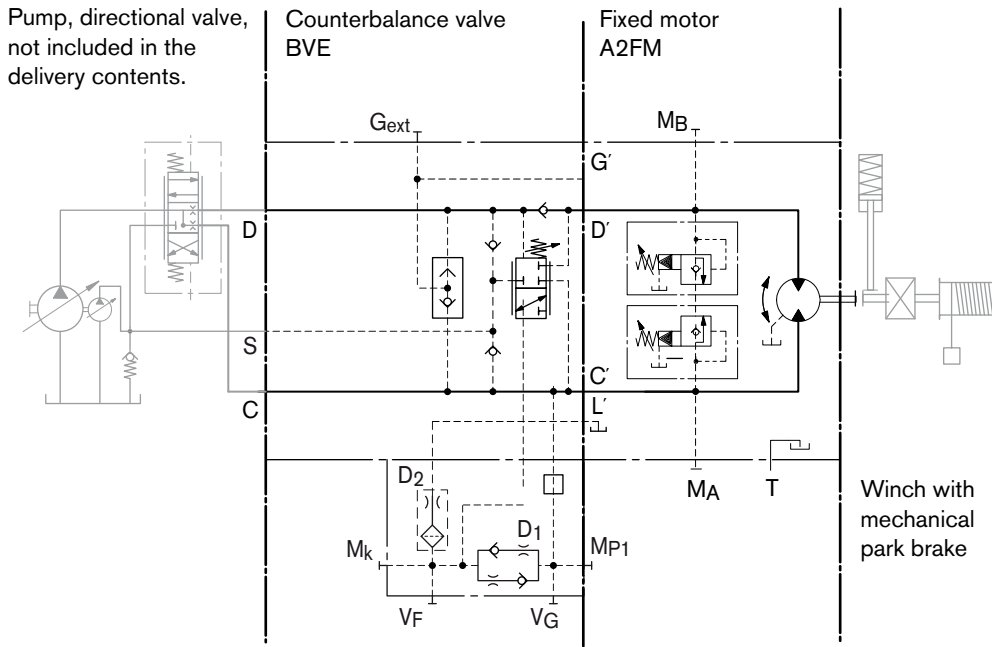 Pump, directional valve,
not included in the
delivery contents.
Counterbalance valve
BVE
Fixed motor
A2FM
Gext
MB
G′
D
D′
S
C′
C
L′
D2
MA
T
Winch with
mechanical
park brake
D1
Mk
MP1
VF
VG